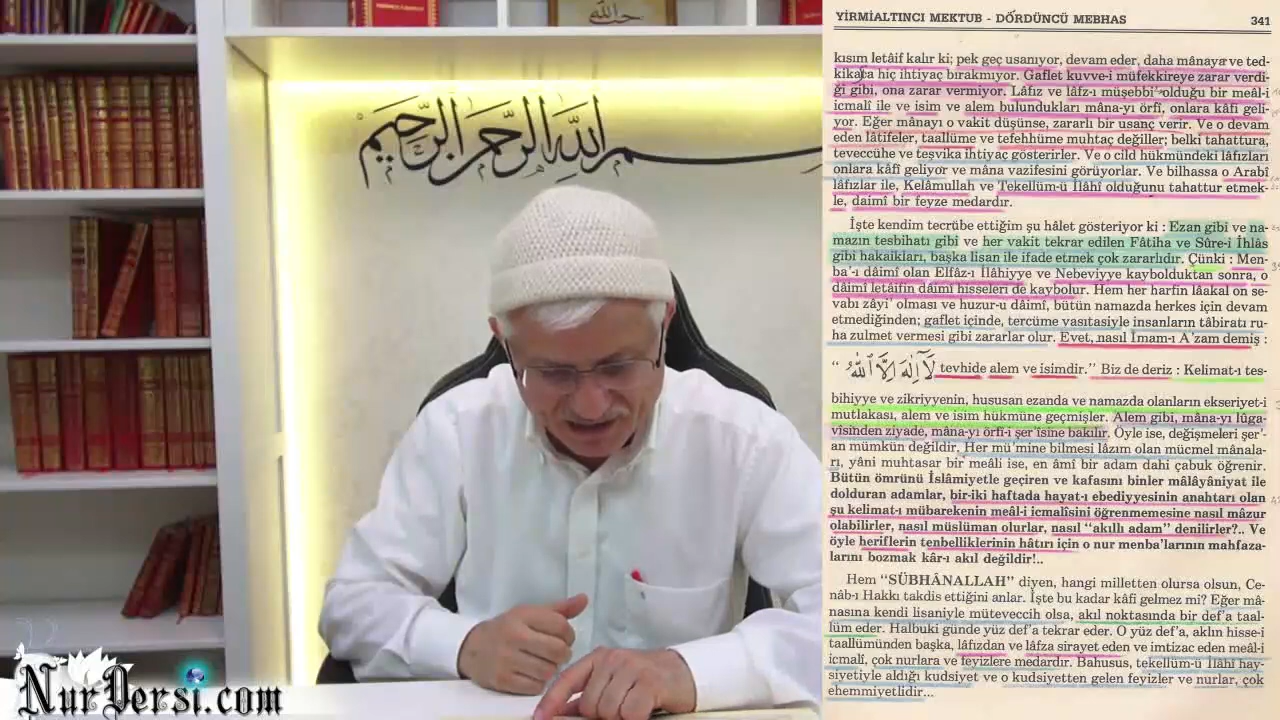 بسم الله الرحمن الرحيم
NurDersi.com
YİRMİALTINCI MEKTUB - DÖRDÜNCÜ MEBHAS 341
kısım letâif kalır ki; pek geç usanıyor, devam eder, daha mânaya ve ted-
kikata hiç ihtiyaç bırakmıyor. Gaflet kuvve-i müfekkireye zarar verdi-
ği gibi, ona zarar vermiyor. Lâfız ve lâfz-ı müşebbi' olduğu bir meâl-i
icmalî ile ve isim ve alem bulundukları mâna-yı örfî, onlara kâfi geli-
yor. Eğer mânayı o vakit düşünse, zararlı bir usanç verir. Ve o devam
eden lâtifeler, taallüme ve tefehhüme muhtaç değiller; belki tahattura,
teveccühe ve teşvika ihtiyaç gösterirler. Ve o cild hükmündeki lâfızları
onlara kâfi geliyor ve mâna vazifesini görüyorlar. Ve bilhassa o Arabî
lâfızlar ile, Kelâmullah ve Tekellüm-ü İlâhî olduğunu tahattur etmek-
le, daimî bir feyze medardır.
İşte kendim tecrübe ettiğim şu hâlet gösteriyor ki : Ezan gibi ve na-
mazın tesbihatı gibi ve her vakit tekrar edilen Fâtiha ve Sûre-i İhlâs
gibi hakaikları, başka lisan ile ifade etmek çok zararlıdır. Çünki : Men-
ba'-ı dâimî olan Elfâz-ı İlâhiyye ve Nebeviyye kaybolduktan sonra, o
dâimî letâifin dâimî hisseleri de kaybolur. Hem her harfin lâakal on se-
vabı zâyi' olması ve huzur-u dâimî, bütün namazda herkes için devam
etmediğinden; gaflet içinde, tercüme vasıtasiyle insanların tâbiratı ru-
ha zulmet vermesi gibi zararlar olur. Evet, nasıl İmam-ı A'zam demiş :
“ لَآ اِلٰهَ اِلَّا ٱللّٰهُ tevhide alem ve isimdir.” Biz de deriz : Kelimat-ı tes-
bihiyye ve zikriyyenin, hususan ezanda ve namazda olanların ekseriyet-i
mutlakası, alem ve isim hükmüne geçmişler. Alem gibi, mâna-yı lûga-
visinden ziyade, mâna-yı örfî-i şer'isine bakılır. Öyle ise, değişmeleri şer'-
an mümkün değildir. Her mü'mine bilmesi lâzım olan mücmel mânala-
rı, yâni muhtasar bir meâli ise, en âmî bir adam dahi çabuk öğrenir.
Bütün ömrünü İslâmiyetle geçiren ve kafasını binler mâlâyâniyat ile
dolduran adamlar, bir-iki haftada hayat-ı ebediyyesinin anahtarı olan
şu kelimat-ı mübarekenin meâl-i icmalîsini öğrenmemesine nasıl mâzur
olabilirler, nasıl müslüman olurlar, nasıl “akıllı adam” denilirler?.. Ve
öyle heriflerin tenbelliklerinin hâtırı için o nur menba'larının mahfaza-
larını bozmak kâr-ı akıl değildir!..
Hem “SÜBHÂNALLAH” diyen, hangi milletten olursa olsun, Ce-
nâb-ı Hakkı takdis ettiğini anlar. İşte bu kadar kâfi gelmez mi? Eğer mâ-
nasına kendi lisaniyle müteveccih olsa, akıl noktasında bir def'a taal-
lüm eder. Halbuki günde yüz def'a tekrar eder. O yüz def'a, aklın hisse-i
taallümünden başka, lâfızdan ve lâfza sirayet eden ve imtizac eden meâl-i
icmalî, çok nurlara ve feyizlere medardır. Bahusus, tekellüm-ü İlâhî hay-
siyetiyle aldığı kudsiyet ve o kudsiyetten gelen feyizler ve nurlar, çok
ehemmiyetlidir...